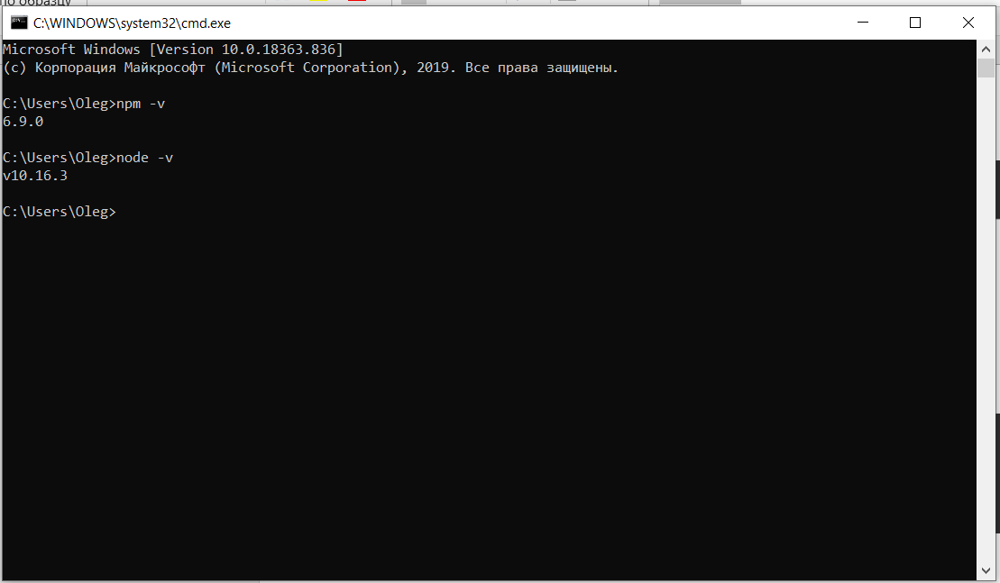 по образцу
C:\WINDOWS\system32\cmd.exe
Microsoft Windows [Version 10.0.18363.836]
(c) Корпорация Майкрософт (Microsoft Corporation), 2019. Все права защищены.
C:\Users\Oleg>npm -v
6.9.0
C:\Users\Oleg>node -v
v10.16.3
C:\Users\Oleg>